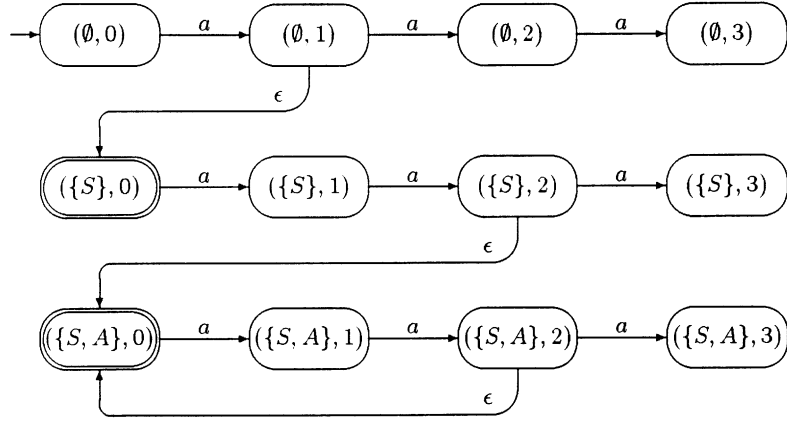 (∅, 0) a (∅, 1) a (∅, 2) a (∅, 3)
ϵ
({S}, 0) a ({S}, 1) a ({S}, 2) a ({S}, 3)
ϵ
({S, A}, 0) a ({S, A}, 1) a ({S, A}, 2) a ({S, A}, 3)
ϵ